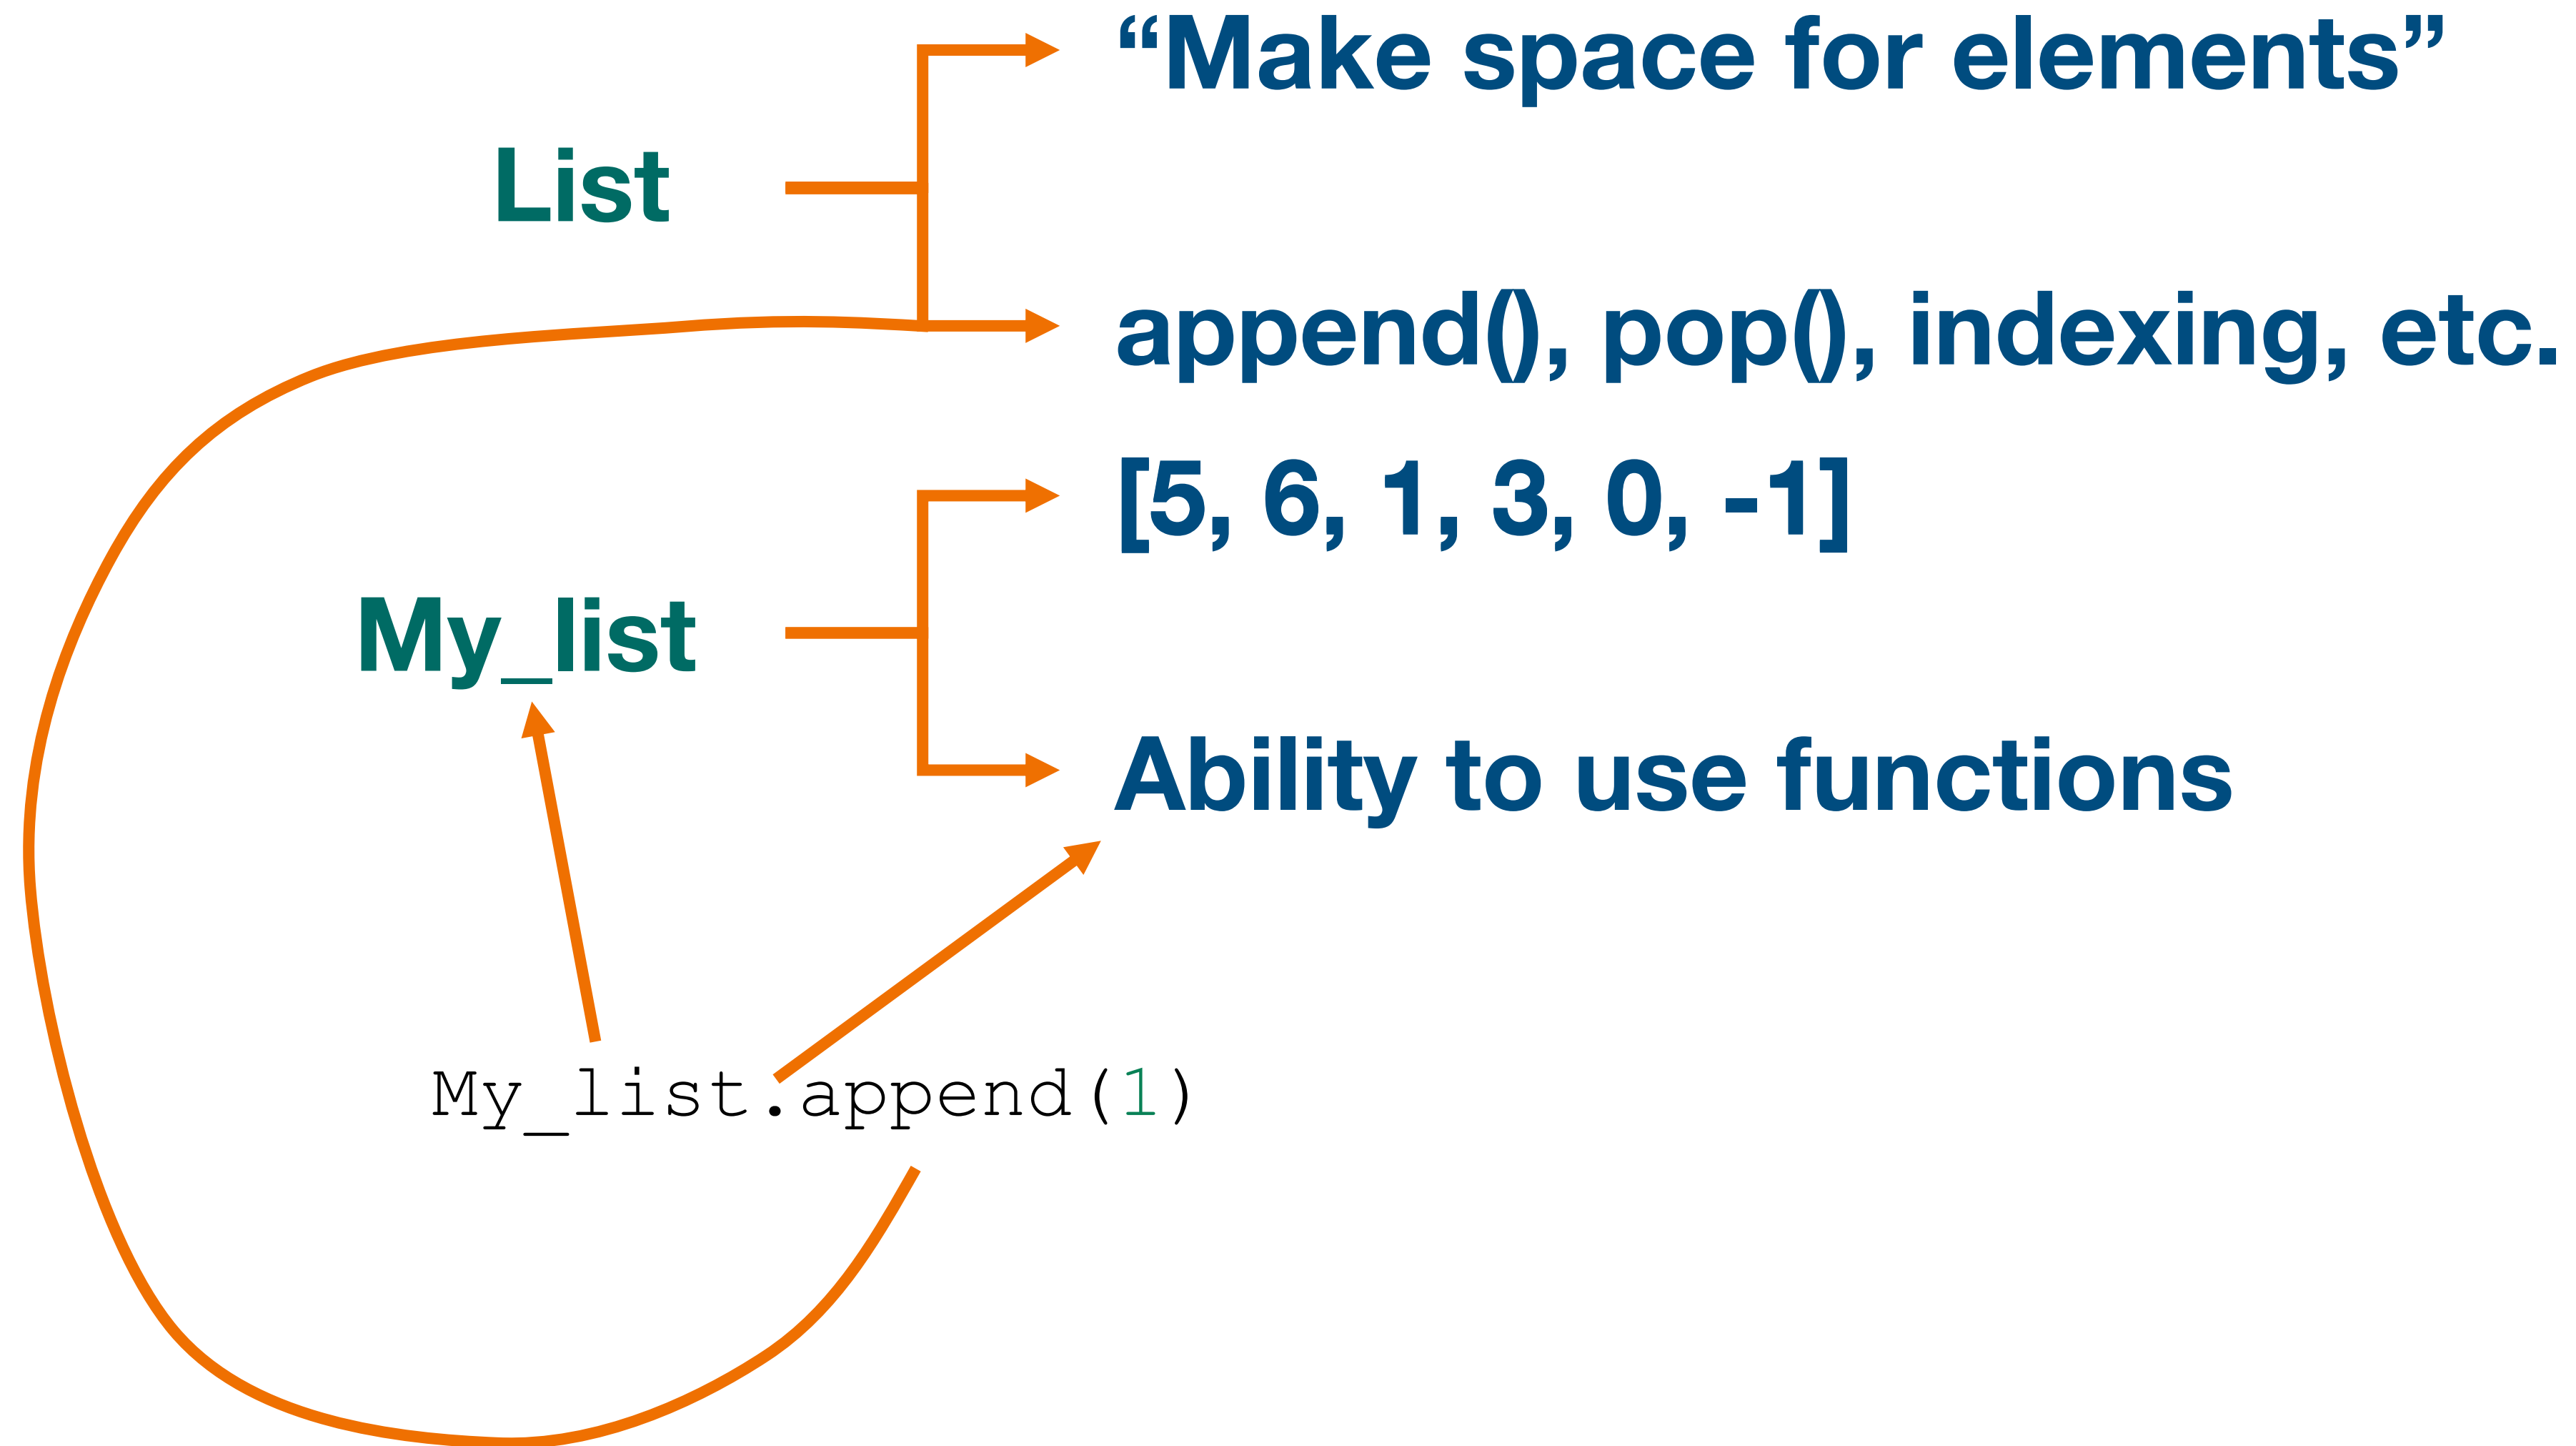 “Make space for elements”
List
append(), pop(), indexing, etc.
[5, 6, 1, 3, 0, -1]
My_list
Ability to use functions
My_list.append(1)